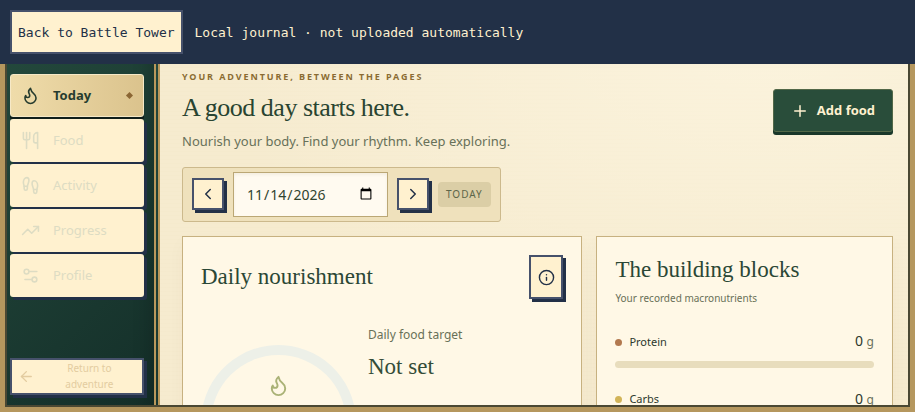 Back to Battle Tower
Local journal · not uploaded automatically
Today
Food
Activity
Progress
Profile
Return to
adventure
YOUR ADVENTURE, BETWEEN THE PAGES
A good day starts here.
Nourish your body. Find your rhythm. Keep exploring.
Add food
11/14/2026
TODAY
Daily nourishment
Daily food target
Not set
The building blocks
Your recorded macronutrients
Protein 0 g
Carbs 0 g